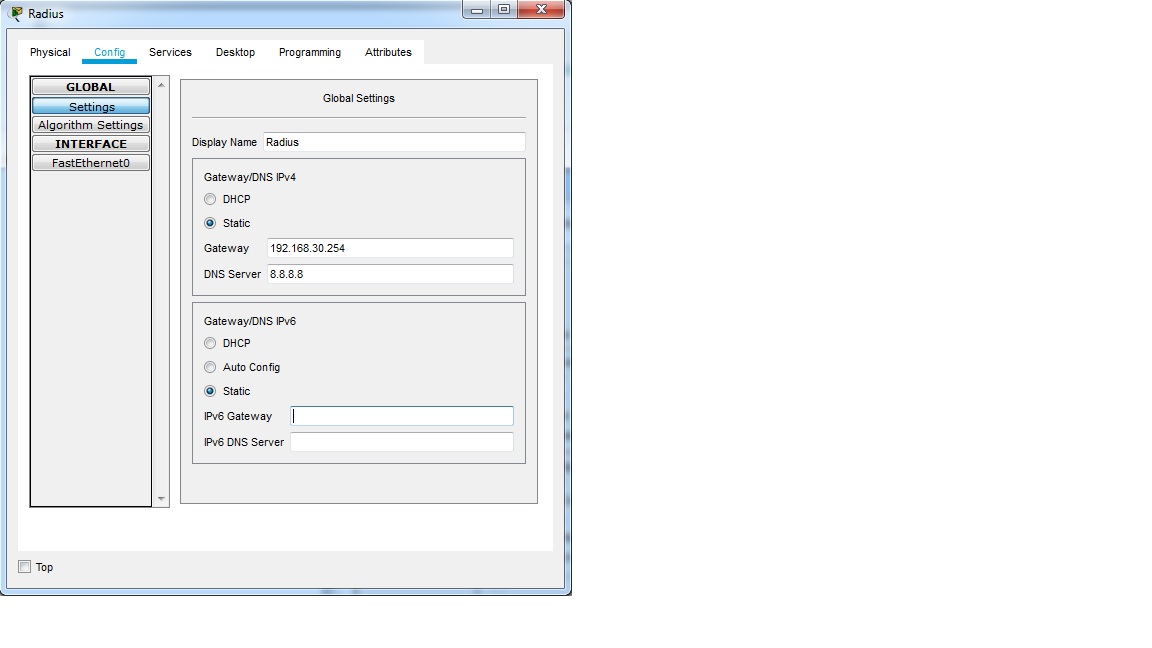 Radius
Physical Config Services Desktop Programming Attributes
GLOBAL
Settings
Algorithm Settings
INTERFACE
FastEthernet0
Global Settings
Display Name Radius
Gateway/DNS IPv4
DHCP
Static
Gateway 192.168.30.254
DNS Server 8.8.8.8
Gateway/DNS IPv6
DHCP
Auto Config
Static
IPv6 Gateway
IPv6 DNS Server
Top